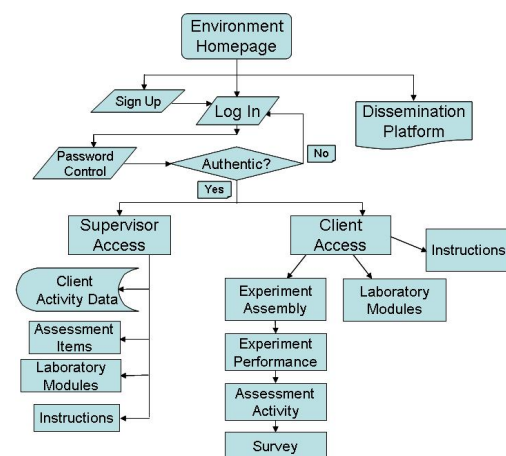 Environment
Homepage
Sign Up
Log In
Dissemination
Platform
Password
Control
Authentic?
No
Yes
Supervisor
Access
Client
Access
Instructions
Client
Activity Data
Experiment
Assembly
Laboratory
Modules
Assessment
Items
Experiment
Performance
Laboratory
Modules
Assessment
Activity
Instructions
Survey